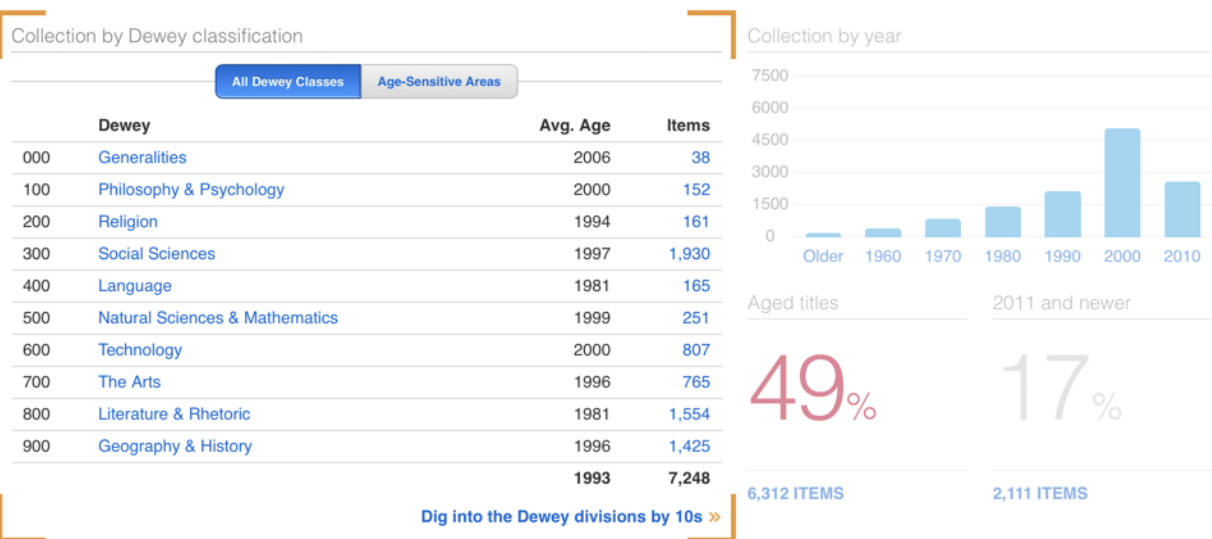 Collection by Dewey classification
All Dewey Classes Age-Sensitive Areas
Dewey Avg. Age Items
000 Generalities 2006 38
100 Philosophy & Psychology 2000 152
200 Religion 1994 161
300 Social Sciences 1997 1,930
400 Language 1981 165
500 Natural Sciences & Mathematics 1999 251
600 Technology 2000 807
700 The Arts 1996 765
800 Literature & Rhetoric 1981 1,554
900 Geography & History 1996 1,425
1993 7,248
Dig into the Dewey divisions by 10s »
Collection by year
7500
6000
4500
3000
1500
0
Older 1960 1970 1980 1990 2000 2010
Aged titles
49%
6,312 ITEMS
2011 and newer
17%
2,111 ITEMS